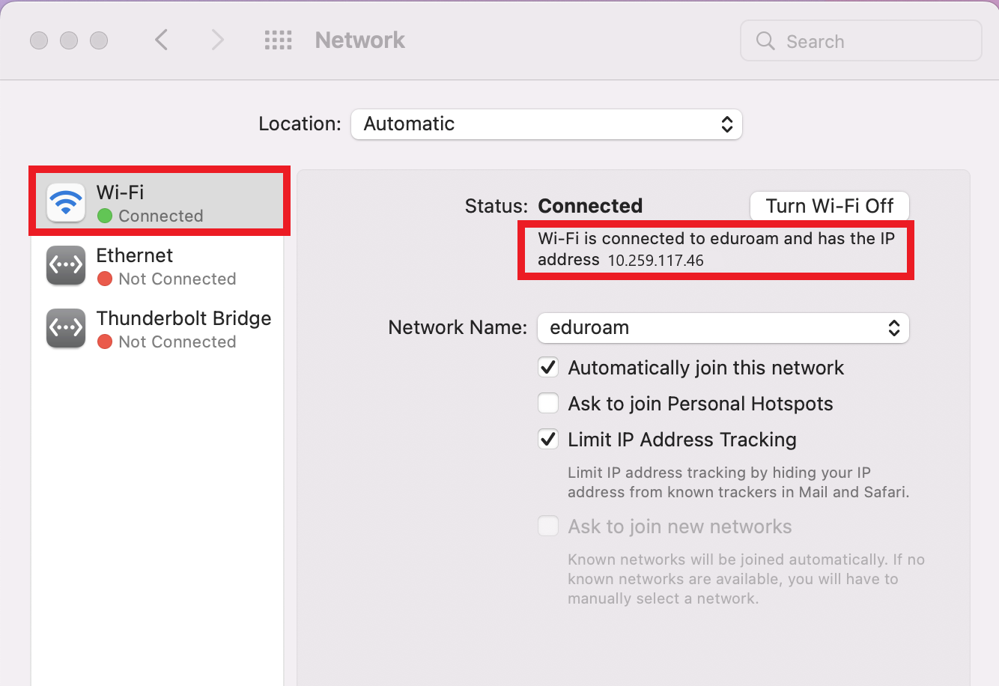 Network
Search
Location: Automatic
Wi-Fi
Connected
Ethernet
Not Connected
Thunderbolt Bridge
Not Connected
Status: Connected
Turn Wi-Fi Off
Wi-Fi is connected to eduroam and has the IP
address 10.259.117.46
Network Name: eduroam
Automatically join this network
Ask to join Personal Hotspots
Limit IP Address Tracking
Limit IP address tracking by hiding your IP
address from known trackers in Mail and Safari.
Ask to join new networks
Known networks will be joined automatically. If no
known networks are available, you will have to
manually select a network.